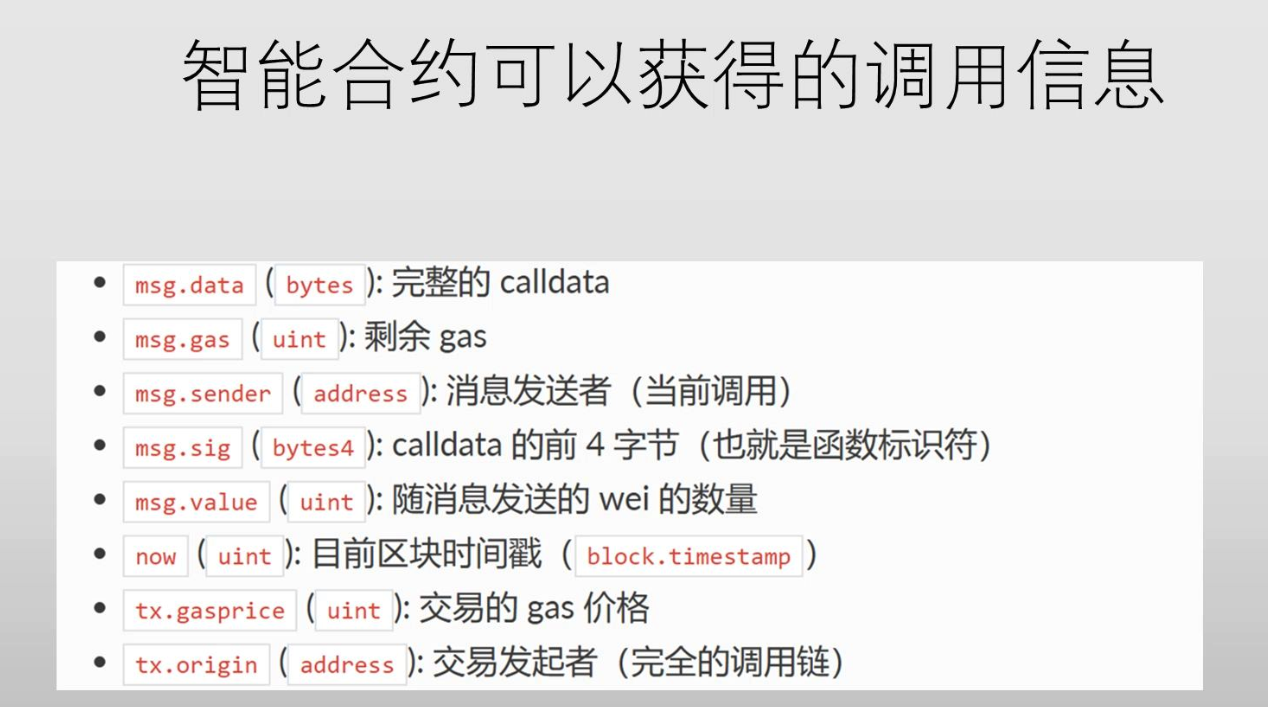 智能合约可以获得的调用信息
• msg.data (bytes): 完整的 calldata
• msg.gas (uint): 剩余 gas
• msg.sender (address): 消息发送者（当前调用）
• msg.sig (bytes4): calldata 的前 4 字节（也就是函数标识符）
• msg.value (uint): 随消息发送的 wei 的数量
• now (uint): 目前区块时间戳（block.timestamp）
• tx.gasprice (uint): 交易的 gas 价格
• tx.origin (address): 交易发起者（完全的调用链）